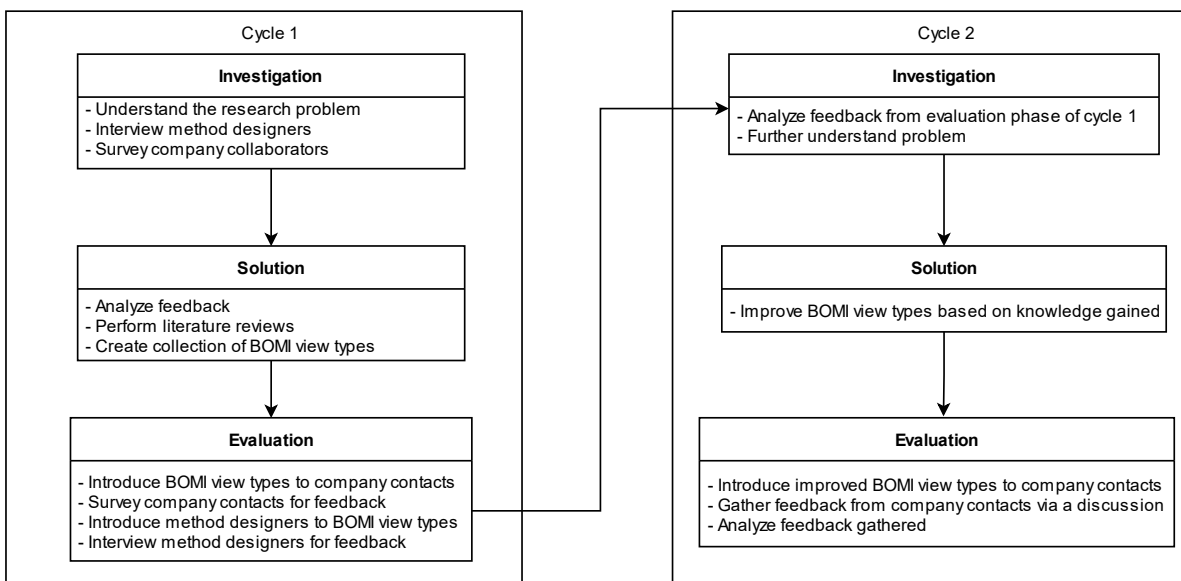 Cycle 1
Investigation
- Understand the research problem
- Interview method designers
- Survey company collaborators
Solution
- Analyze feedback
- Perform literature reviews
- Create collection of BOMI view types
Evaluation
- Introduce BOMI view types to company contacts
- Survey company contacts for feedback
- Introduce method designers to BOMI view types
- Interview method designers for feedback
Cycle 2
Investigation
- Analyze feedback from evaluation phase of cycle 1
- Further understand problem
Solution
- Improve BOMI view types based on knowledge gained
Evaluation
- Introduce improved BOMI view types to company contacts
- Gather feedback from company contacts via a discussion
- Analyze feedback gathered